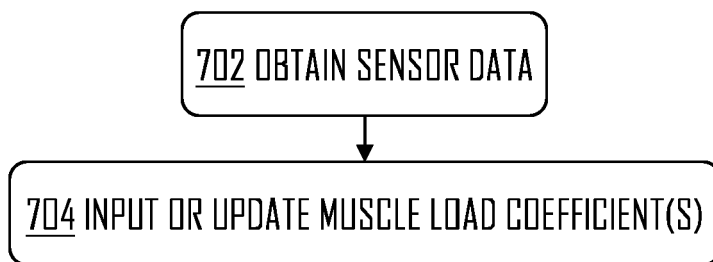 702 OBTAIN SENSOR DATA
704 INPUT OR UPDATE MUSCLE LOAD COEFFICIENT(S)